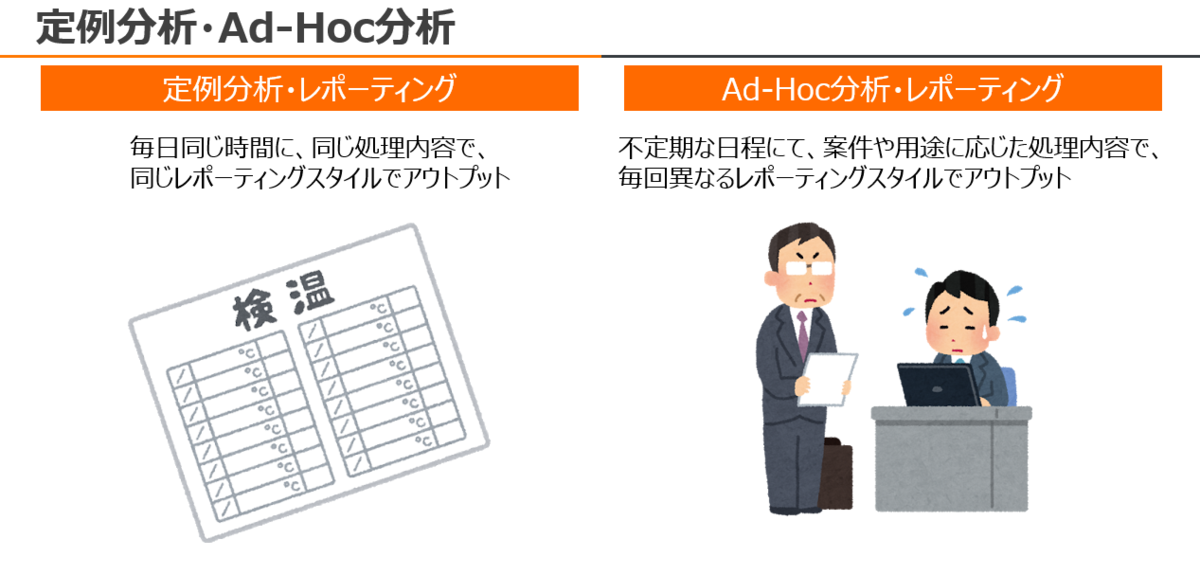 定例分析・Ad-Hoc分析
定例分析・レポーティング
毎日同じ時間に、同じ処理内容で、
同じレポーティングスタイルでアウトプット
検温
/ ℃ / ℃
/ ℃ / ℃
/ ℃ / ℃
/ ℃ / ℃
/ ℃ / ℃
/ ℃ / ℃
/ ℃ / ℃
/ ℃ / ℃
Ad-Hoc分析・レポーティング
不定期な日程にて、案件や用途に応じた処理内容で、
毎回異なるレポーティングスタイルでアウトプット